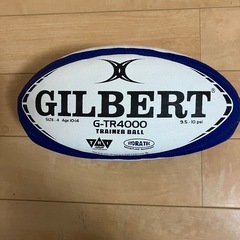 GILBERT
G-TR4000
SIZE: 4 Age 10-14
TRAINER BALL
9.5 - 10 psi
HYDRATEC